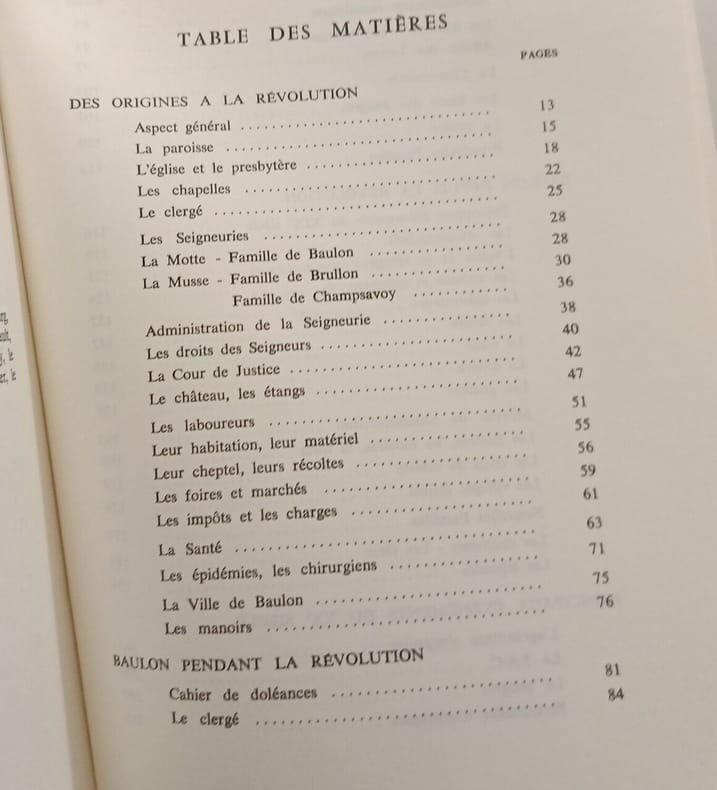 TABLE DES MATIÈRES
PAGES
DES ORIGINES A LA RÉVOLUTION
Aspect général .................... 13
La paroisse .................... 15
L'église et le presbytère .................... 18
Les chapelles .................... 22
Le clergé .................... 25
Les Seigneuries .................... 28
La Motte - Famille de Baulon .................... 28
La Musse - Famille de Brullon .................... 30
Famille de Champsavoy .................... 36
Administration de la Seigneurie .................... 38
Les droits des Seigneurs .................... 40
La Cour de Justice .................... 42
Le château, les étangs .................... 47
Les laboureurs .................... 51
Leur habitation, leur matériel .................... 55
Leur cheptel, leurs récoltes .................... 56
Les foires et marchés .................... 59
Les impôts et les charges .................... 61
La Santé .................... 63
Les épidémies, les chirurgiens .................... 71
La Ville de Baulon .................... 75
Les manoirs .................... 76
BAULON PENDANT LA RÉVOLUTION
Cahier de doléances .................... 81
Le clergé .................... 84